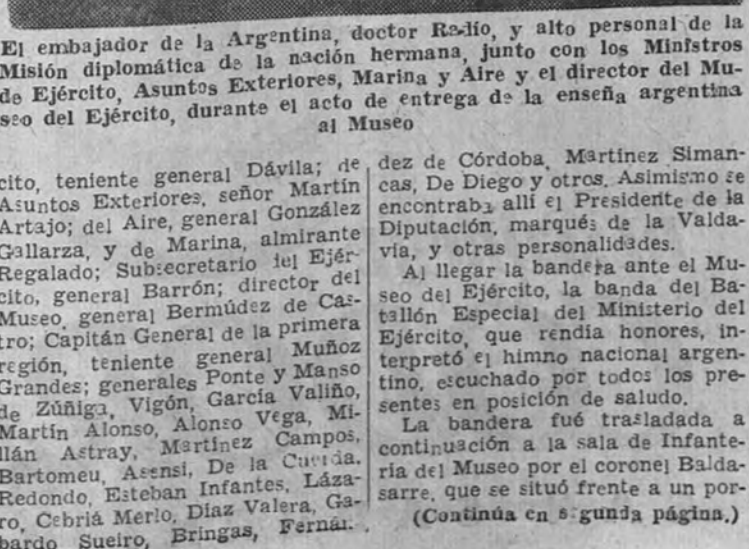 El embajador de la Argentina, doctor Radío, y alto personal de la
Misión diplomática de la nación hermana, junto con los Ministros
de Ejército, Asuntos Exteriores, Marina y Aire y el director del Mu-
seo del Ejército, durante el acto de entrega de la enseña argentina
al Museo
cito, teniente general Dávila; de
Asuntos Exteriores, señor Martín
Artajo; del Aire, general González
Gallarza, y de Marina, almirante
Regalado; Subsecretario del Ejér-
cito, general Barrón; director del
Museo, general Bermúdez de Cas-
tro; Capitán General de la primera
región, teniente general Muñoz
Grandes; generales Ponte y Manso
de Zúñiga, Vigón, García Valiño,
Martín Alonso, Alonso Vega, Mi-
llán Astray, Martínez Campos,
Bartomeu, Asensi, De la Cuerda,
Redondo, Esteban Infantes, Láza-
ro, Cebriá Merlo, Díaz Valera, Ga-
bardo Sueiro, Bringas, Fernán-
dez de Córdoba, Martínez Siman-
cas, De Diego y otros. Asimismo se
encontraba allí el Presidente de la
Diputación, marqués de la Valda-
via, y otras personalidades.
Al llegar la bandera ante el Mu-
seo del Ejército, la banda del Ba-
tallón Especial del Ministerio del
Ejército, que rendía honores, in-
terpretó el himno nacional argen-
tino, escuchado por todos los pre-
sentes en posición de saludo.
La bandera fué trasladada a
continuación a la sala de Infante-
ría del Museo por el coronel Balda-
sarre, que se situó frente a un por-
(Continúa en segunda página.)